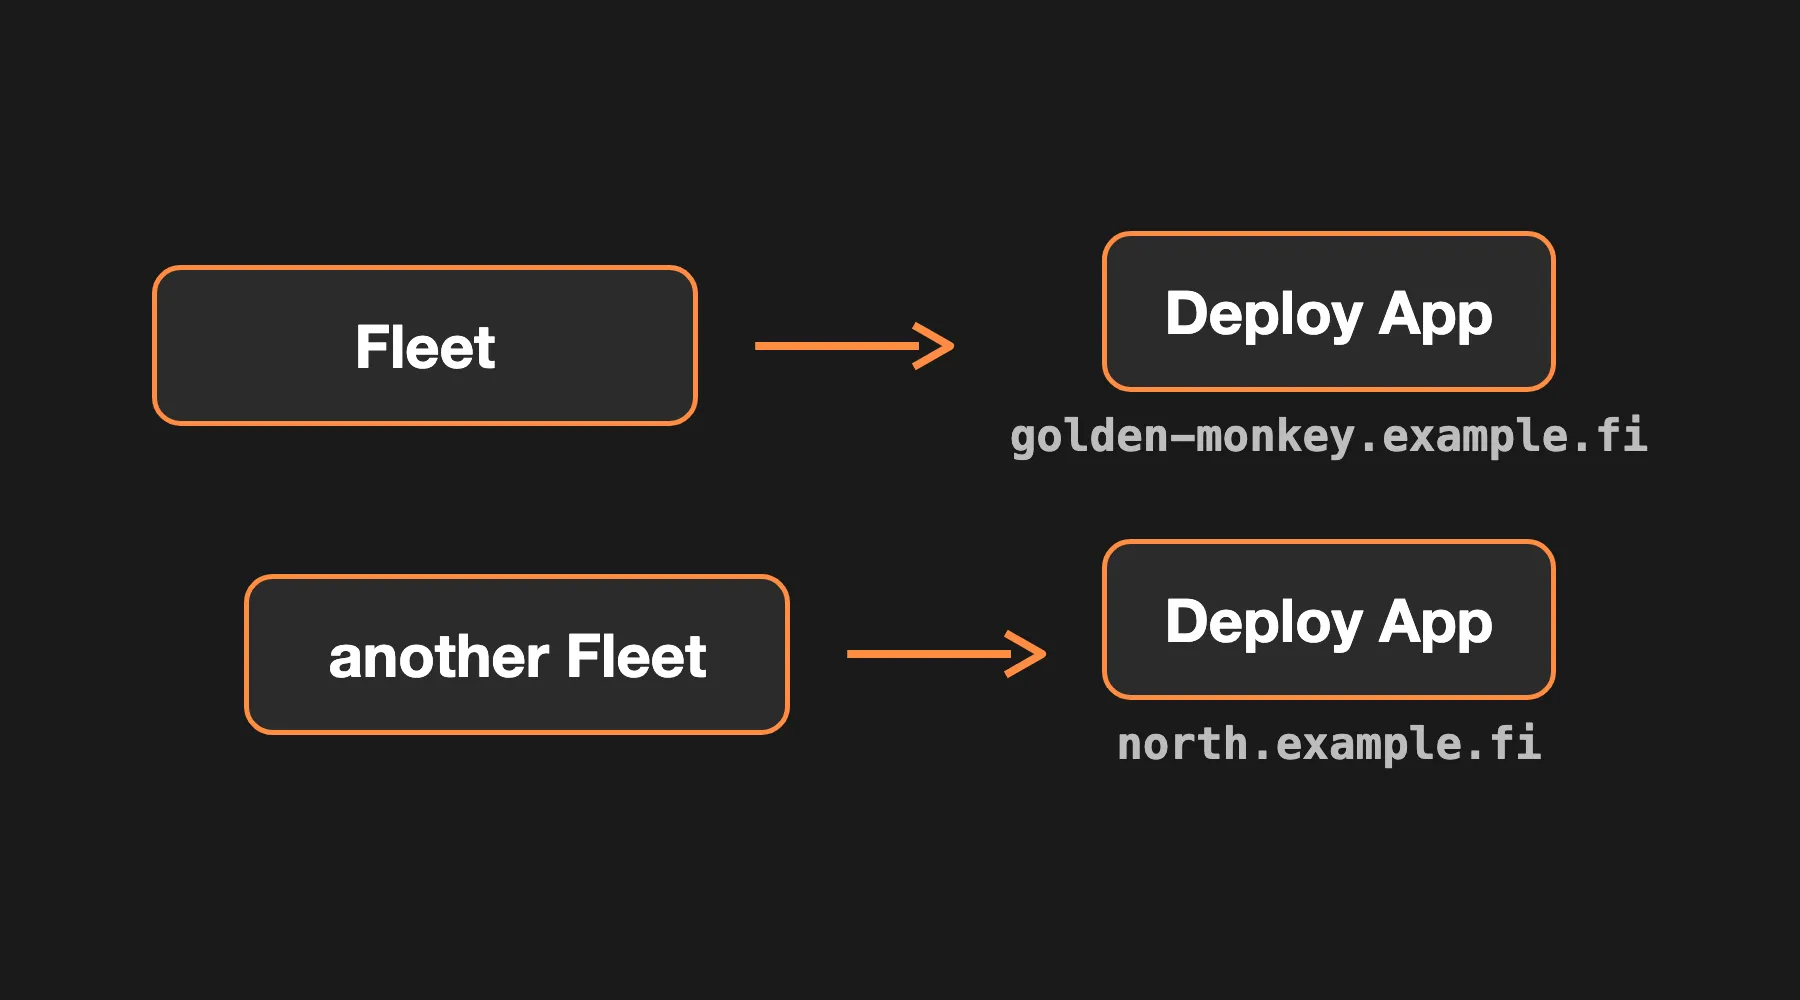 Fleet
Deploy App
golden-monkey.example.fi
another Fleet
Deploy App
north.example.fi